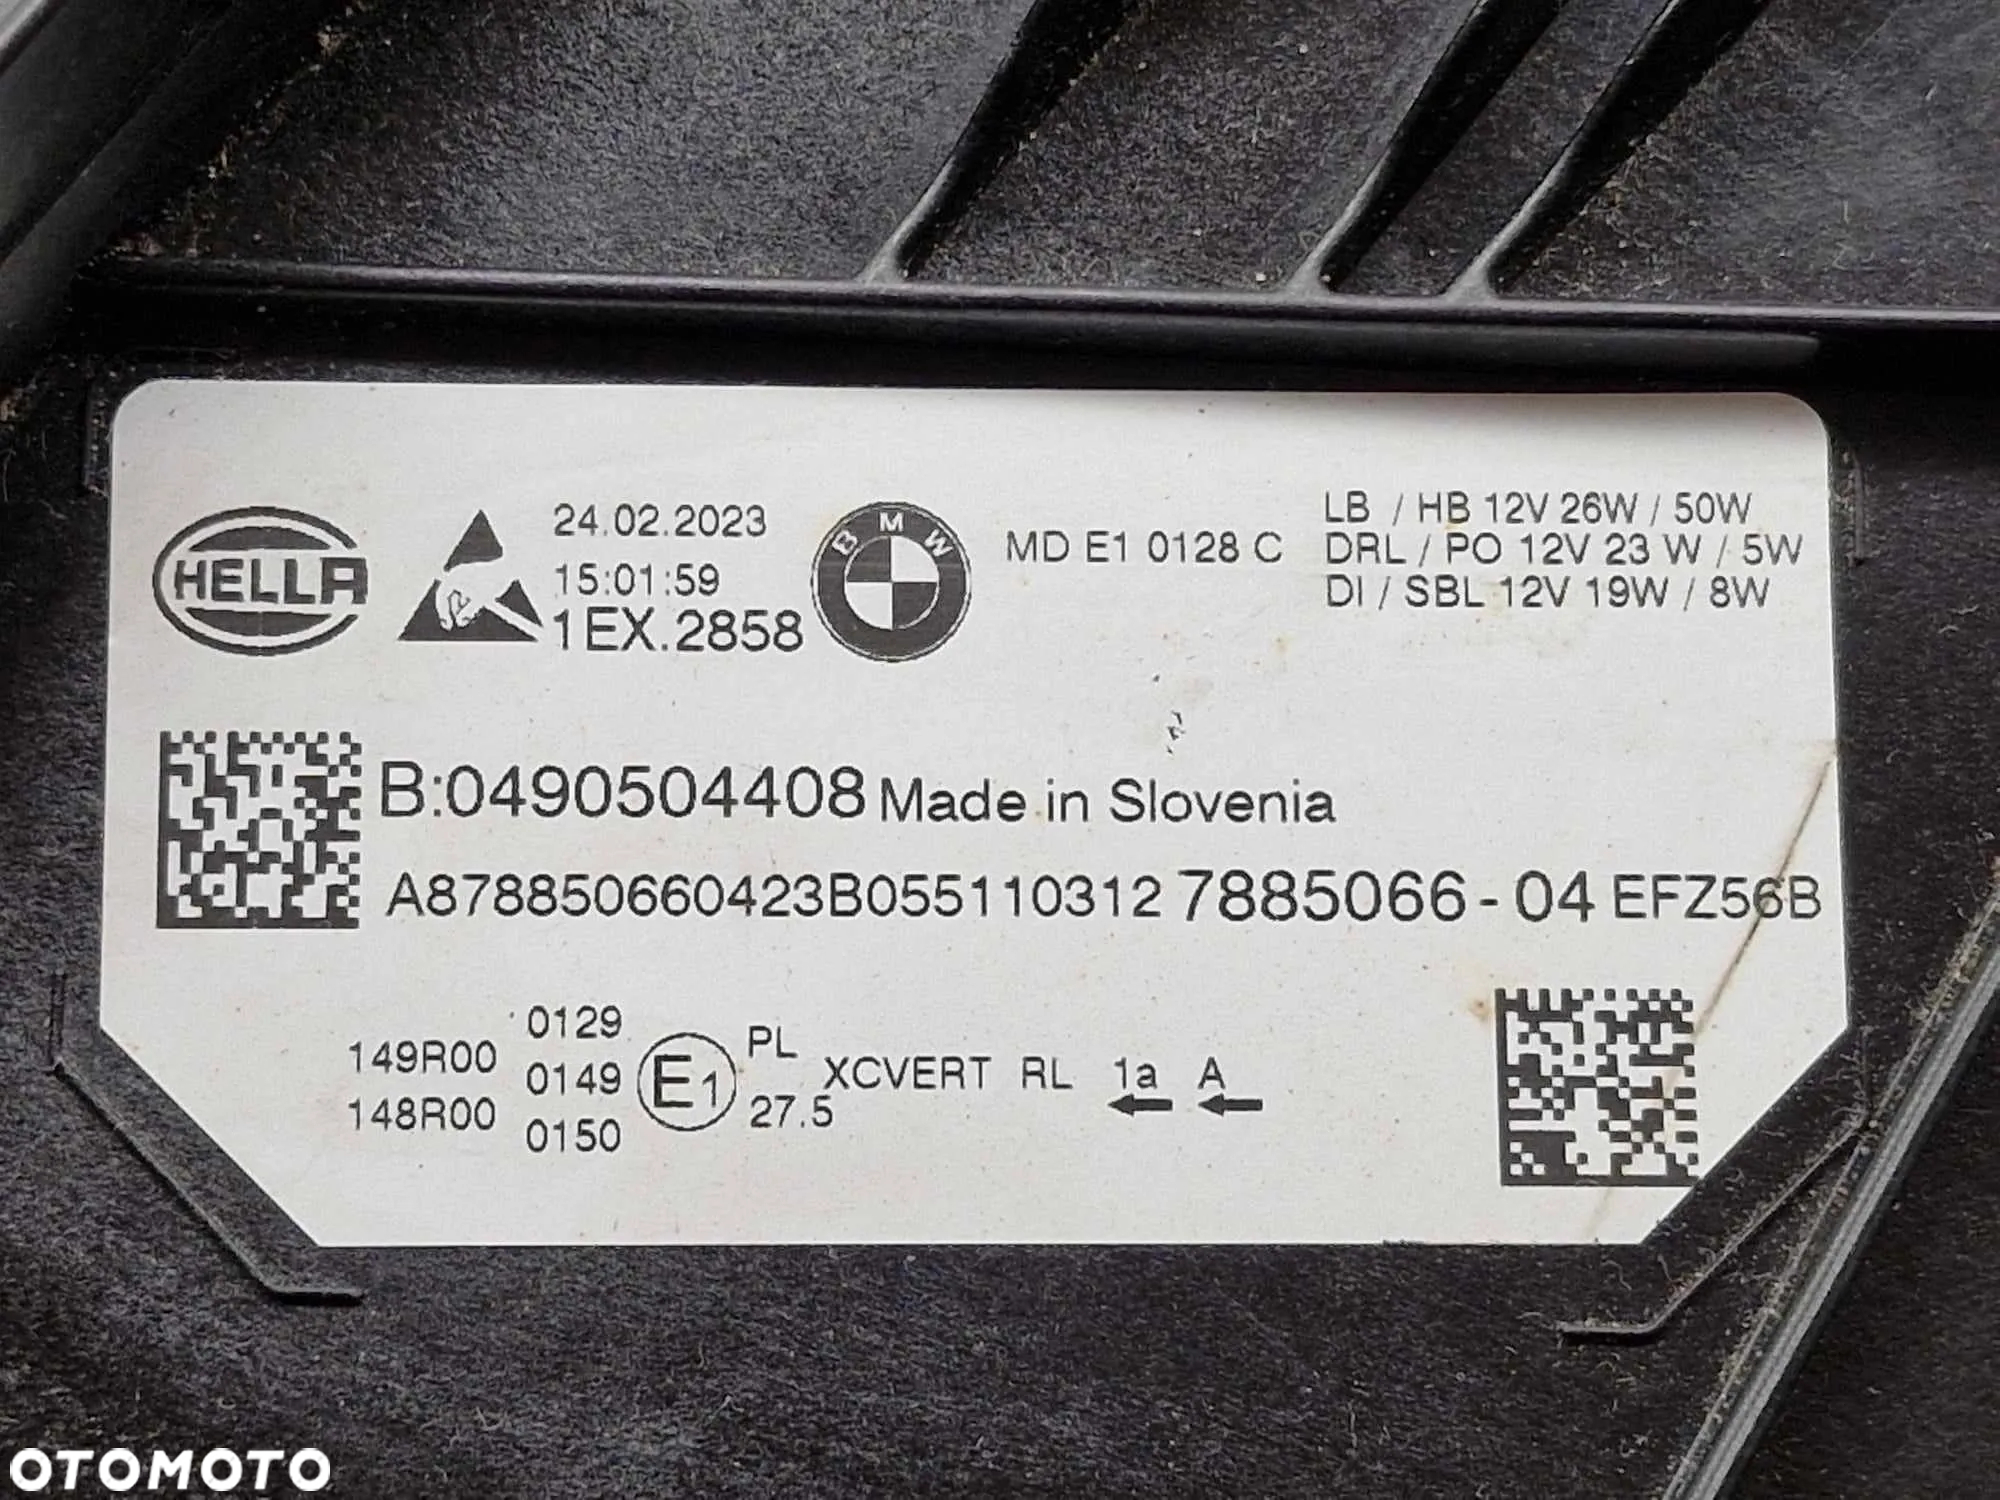 HELLA
24.02.2023
15:01:59
1EX.2858
BMW
MD E1 0128 C
LB / HB 12V 26W / 50W
DRL / PO 12V 23 W / 5W
DI / SBL 12V 19W / 8W
B:0490504408 Made in Slovenia
A878850660423B055110312 7885066-04 EFZ56B
149R00
148R00
0129
0149
0150
E1
PL
27.5
XCVERT RL 1a A
OTOMOTO